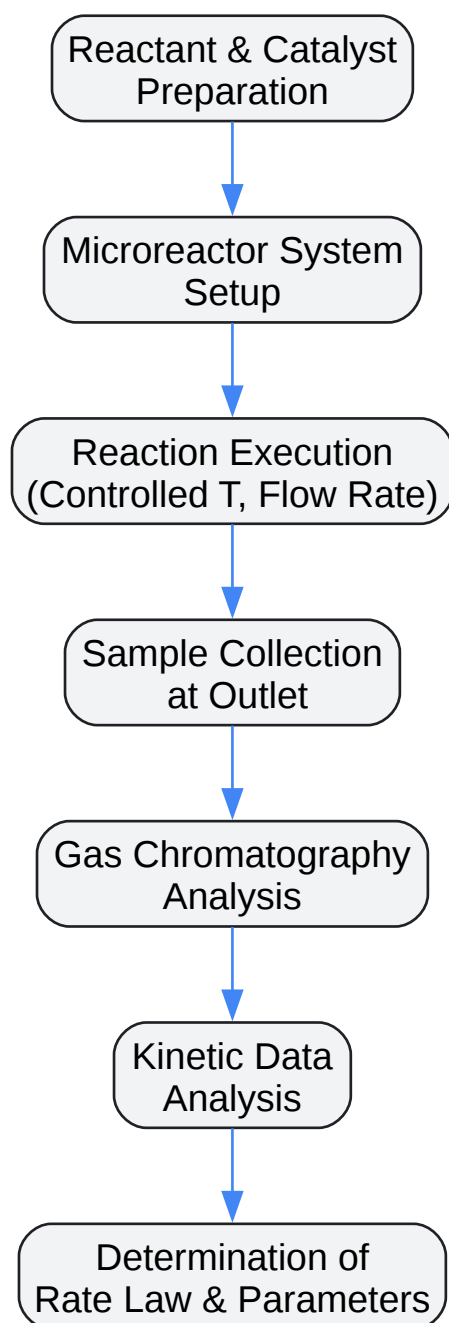 Reactant & Catalyst
Preparation
Microreactor System
Setup
Reaction Execution
(Controlled T, Flow Rate)
Sample Collection
at Outlet
Gas Chromatography
Analysis
Kinetic Data
Analysis
Determination of
Rate Law & Parameters